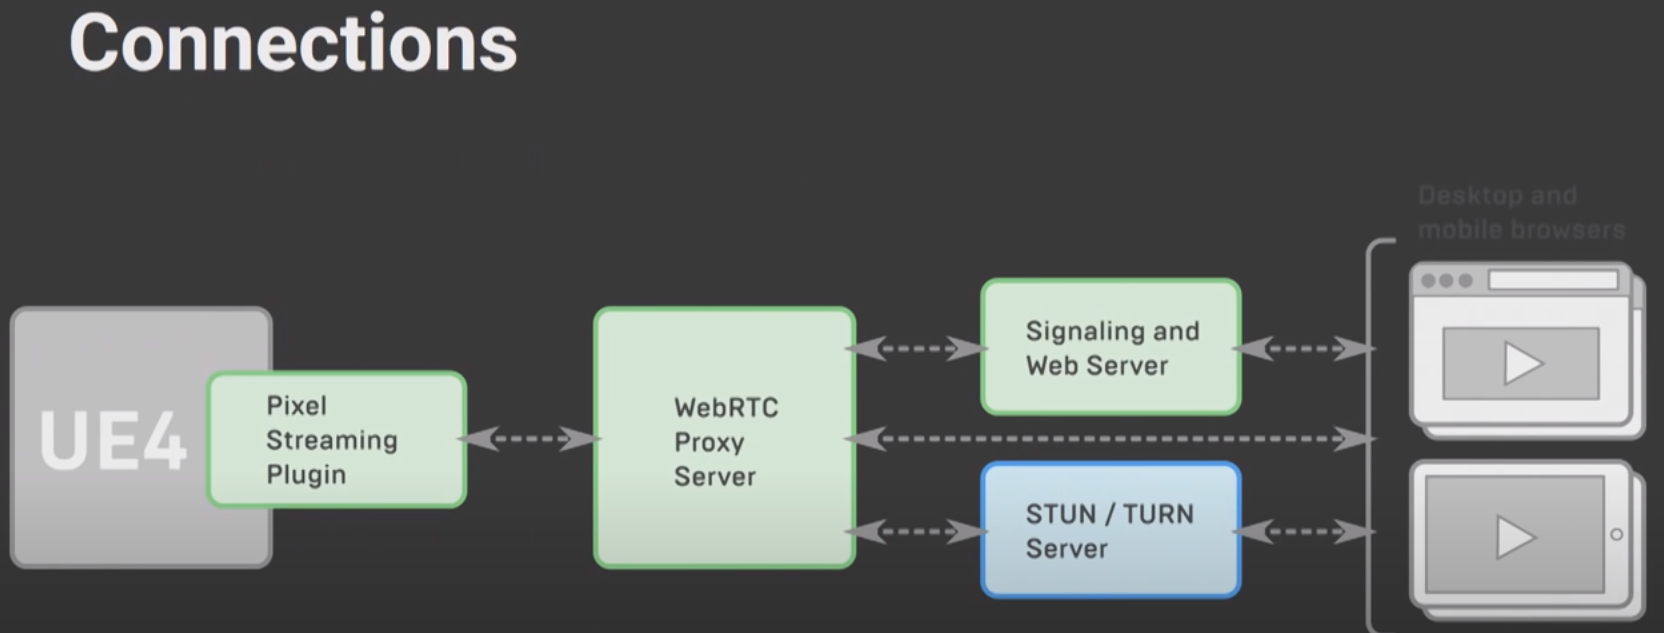 Connections
Desktop and
mobile browsers
UE4
Pixel
Streaming
Plugin
WebRTC
Proxy
Server
Signaling and
Web Server
STUN / TURN
Server